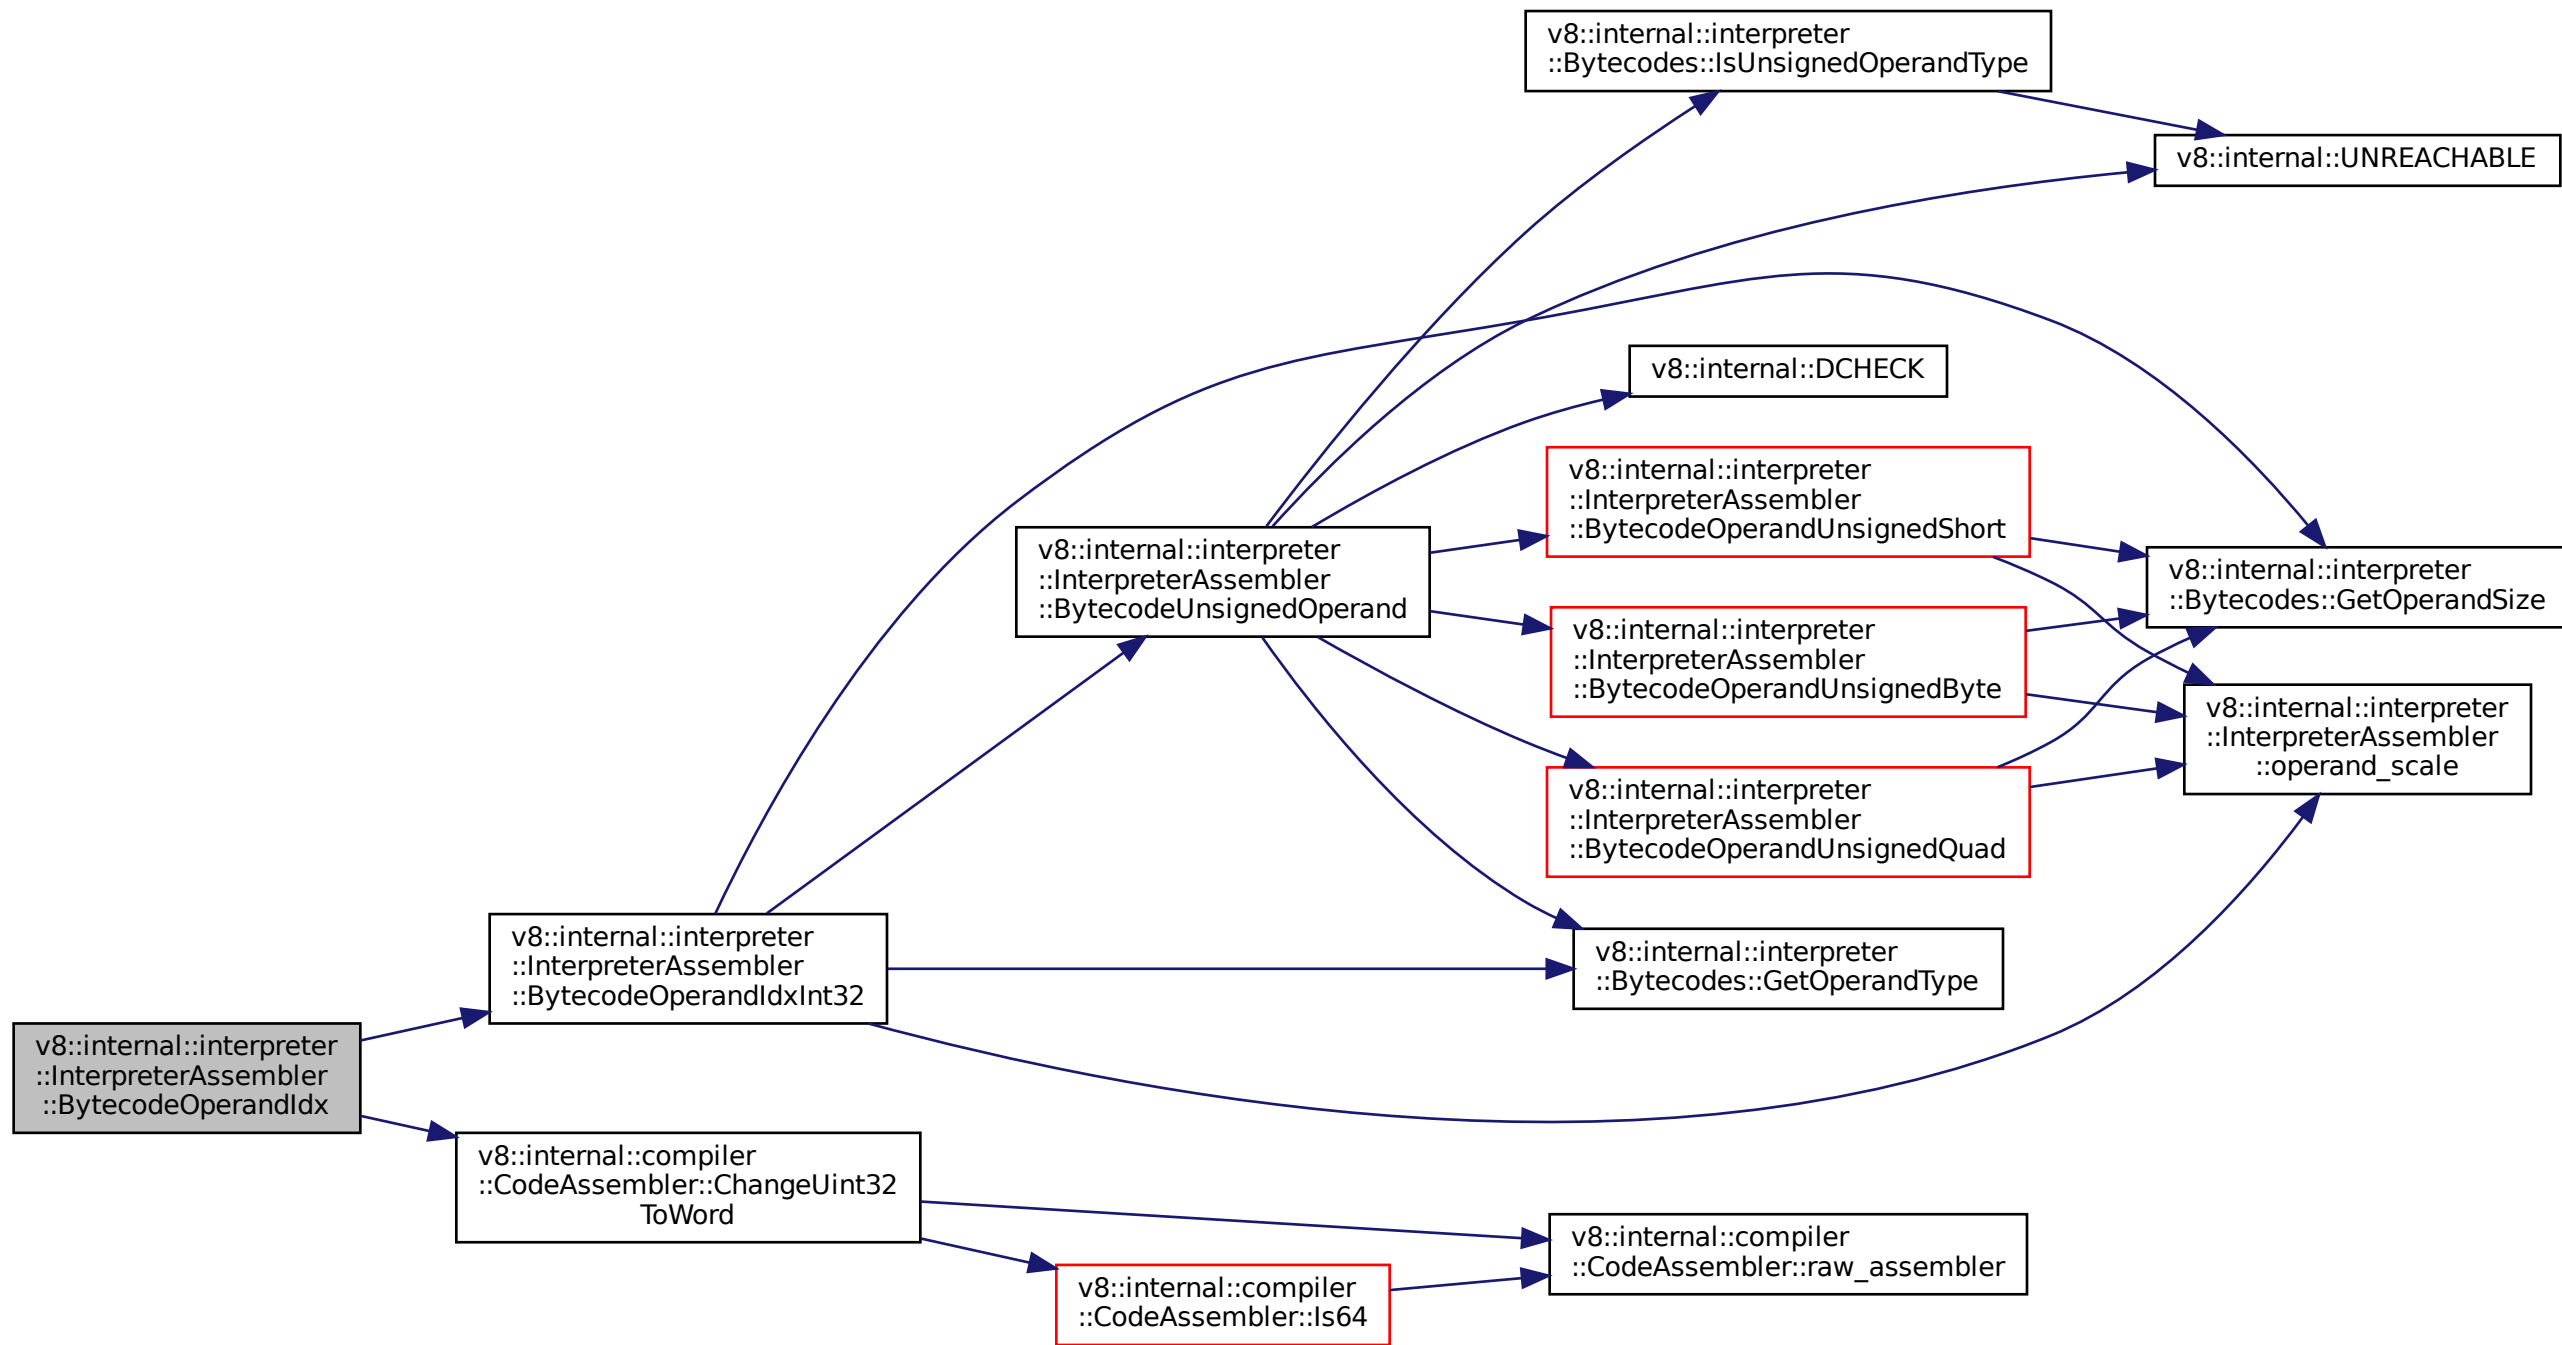 v8::internal::interpreter
::Bytecodes::IsUnsignedOperandType
v8::internal::UNREACHABLE
v8::internal::DCHECK
v8::internal::interpreter
::InterpreterAssembler
::BytecodeOperandUnsignedShort
v8::internal::interpreter
::InterpreterAssembler
::BytecodeUnsignedOperand
v8::internal::interpreter
::Bytecodes::GetOperandSize
v8::internal::interpreter
::InterpreterAssembler
::BytecodeOperandUnsignedByte
v8::internal::interpreter
::InterpreterAssembler
::operand_scale
v8::internal::interpreter
::InterpreterAssembler
::BytecodeOperandUnsignedQuad
v8::internal::interpreter
::InterpreterAssembler
::BytecodeOperandIdxInt32
v8::internal::interpreter
::Bytecodes::GetOperandType
v8::internal::interpreter
::InterpreterAssembler
::BytecodeOperandIdx
v8::internal::compiler
::CodeAssembler::ChangeUint32
ToWord
v8::internal::compiler
::CodeAssembler::raw_assembler
v8::internal::compiler
::CodeAssembler::Is64